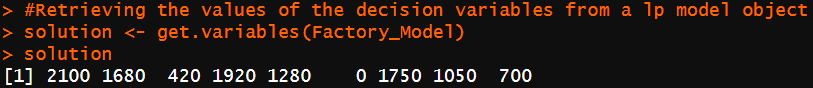 > #Retrieving the values of the decision variables from a lp model object
> solution <- get.variables(Factory_Model)
> solution
[1] 2100 1680  420 1920 1280    0 1750 1050  700